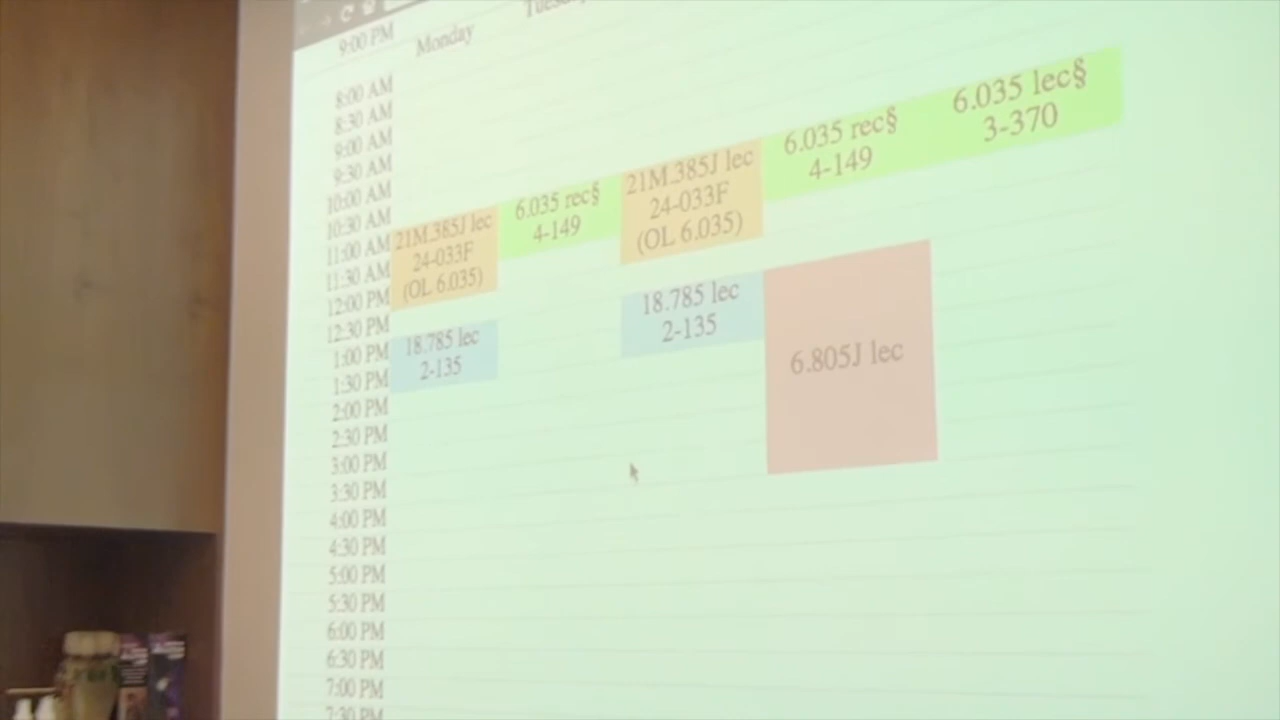 9:00 PM
Monday
8:00 AM
8:30 AM
9:00 AM
9:30 AM
10:00 AM
10:30 AM
11:00 AM
11:30 AM
12:00 PM
12:30 PM
1:00 PM
1:30 PM
2:00 PM
2:30 PM
3:00 PM
3:30 PM
4:00 PM
4:30 PM
5:00 PM
5:30 PM
6:00 PM
6:30 PM
7:00 PM
7:30 PM
21M.385J lec
24-033F
(OL 6.035)
18.785 lec
2-135
6.035 rec§
4-149
21M.385J lec
24-033F
(OL 6.035)
18.785 lec
2-135
6.035 rec§
4-149
6.805J lec
6.035 lec§
3-370